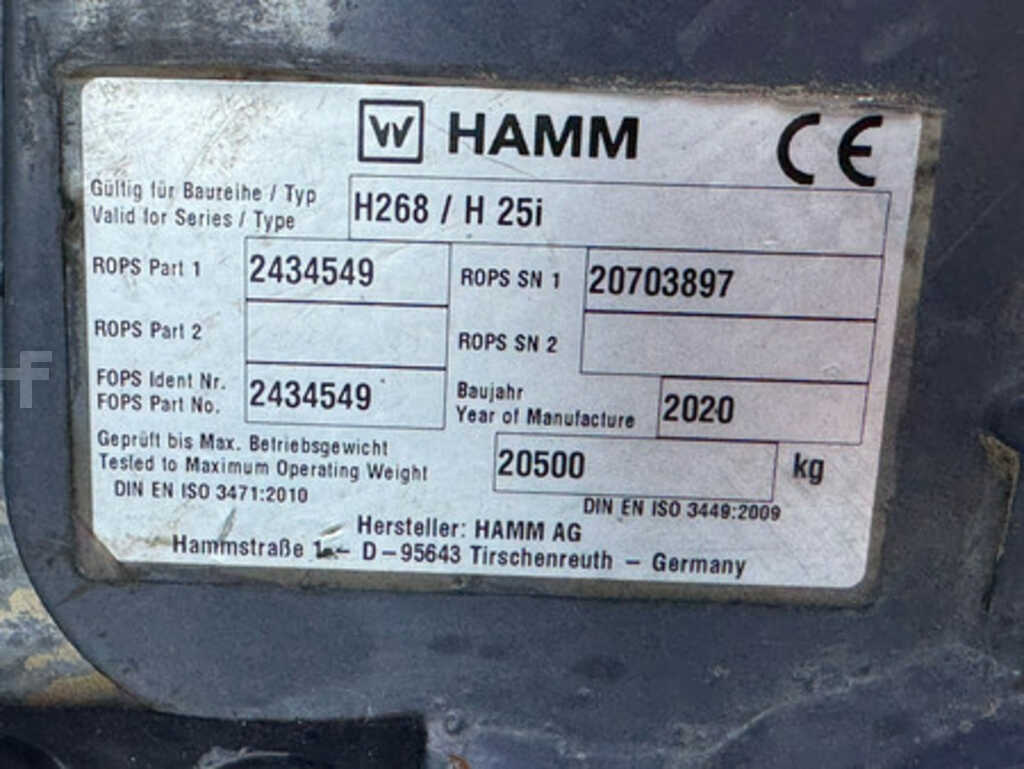 W HAMM CE
Gültig für Baureihe / Typ
Valid for Series / Type
H268 / H 25i
ROPS Part 1 2434549 ROPS SN 1 20703897
ROPS Part 2 ROPS SN 2
FOPS Ident Nr.
FOPS Part No.
2434549
Baujahr
Year of Manufacture
2020
Geprüft bis Max. Betriebsgewicht
Tested to Maximum Operating Weight
20500 kg
DIN EN ISO 3471:2010 DIN EN ISO 3449:2009
Hersteller: HAMM AG
Hammstraße 1 – D – 95643 Tirschenreuth – Germany
f